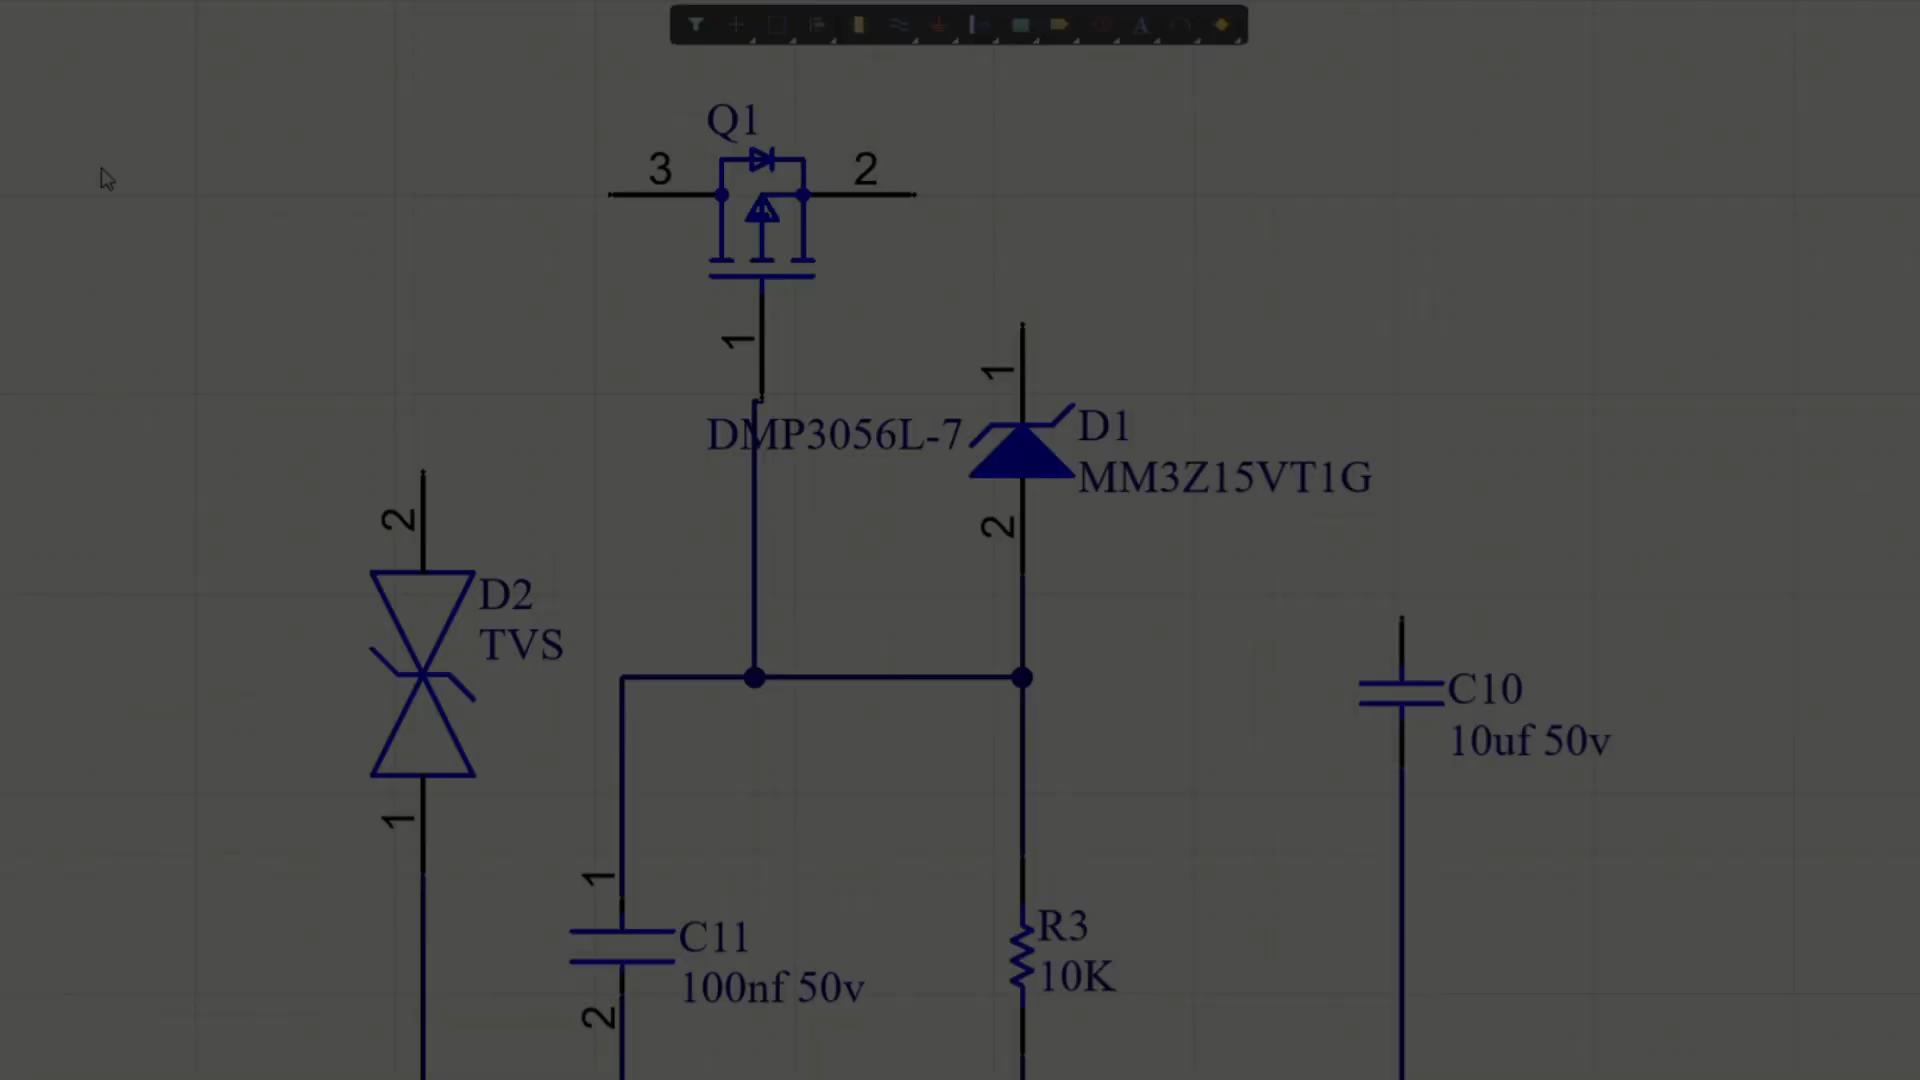 Q1
3
2
1
DMP3056L-7
1
D1
MM3Z15VT1G
2
2
D2
TVS
1
C10
10uf 50v
1
C11
100nf 50v
2
R3
10K
A